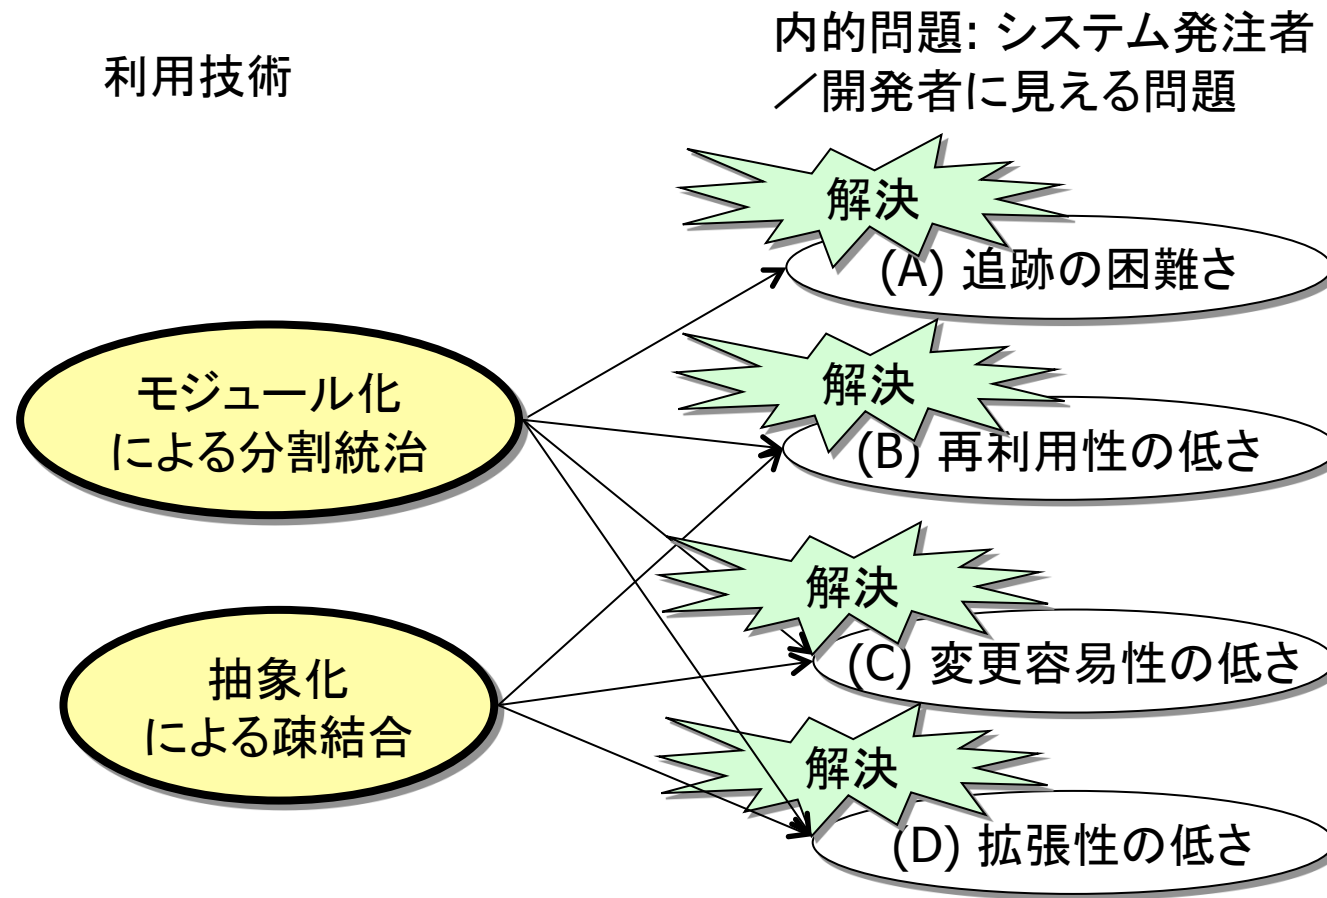 利用技術
内的問題: システム発注者
／開発者に見える問題
解決
(A) 追跡の困難さ
モジュール化
による分割統治
解決
(B) 再利用性の低さ
抽象化
による疎結合
解決
(C) 変更容易性の低さ
解決
(D) 拡張性の低さ